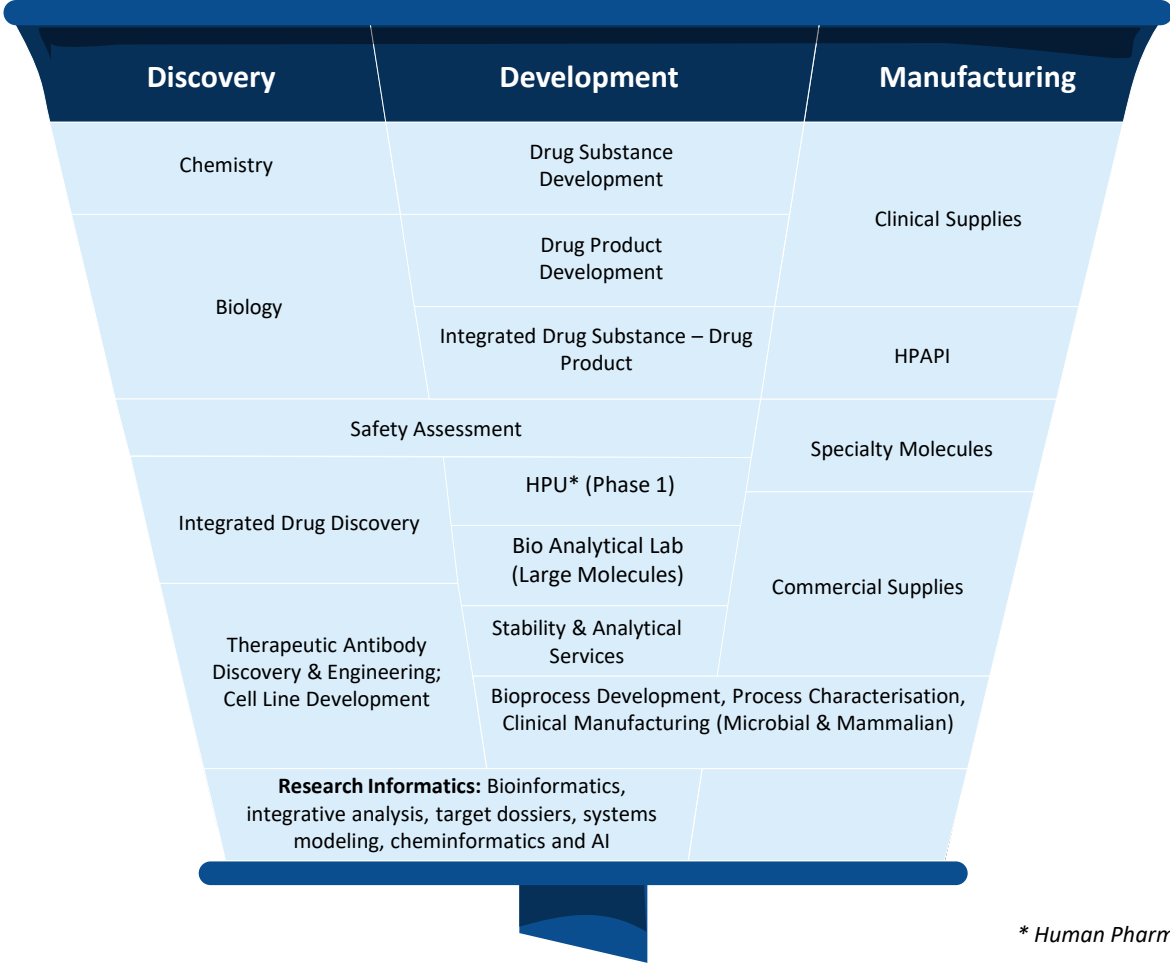 Discovery
Development
Manufacturing
Chemistry
Drug Substance
Development
Clinical Supplies
Drug Product
Development
Biology
Integrated Drug Substance – Drug
Product
HPAPI
Safety Assessment
Specialty Molecules
HPU* (Phase 1)
Integrated Drug Discovery
Bio Analytical Lab
(Large Molecules)
Commercial Supplies
Stability & Analytical
Services
Therapeutic Antibody
Discovery & Engineering;
Cell Line Development
Bioprocess Development, Process Characterisation,
Clinical Manufacturing (Microbial & Mammalian)
Research Informatics: Bioinformatics,
integrative analysis, target dossiers, systems
modeling, cheminformatics and AI
* Human Pharm